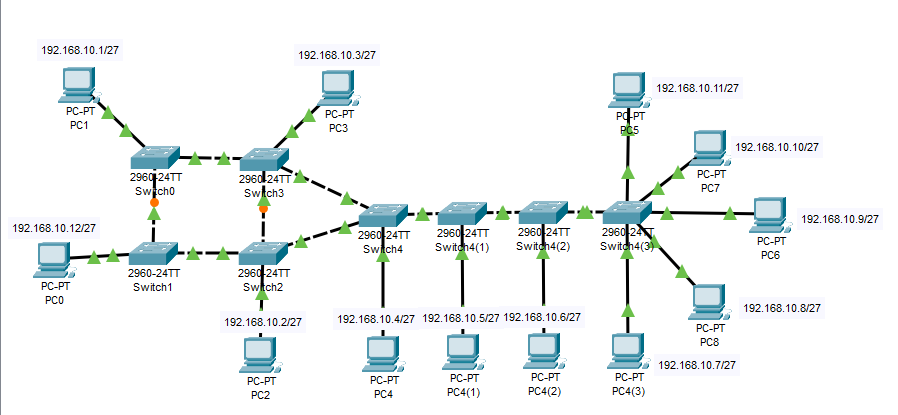 192.168.10.1/27
PC-PT
PC1
192.168.10.3/27
PC-PT
PC3
192.168.10.11/27
PC-PT
PC5
192.168.10.10/27
PC-PT
PC7
192.168.10.9/27
PC-PT
PC6
2960-24TT
Switch0
2960-24TT
Switch3
192.168.10.12/27
PC-PT
PC0
2960-24TT
Switch1
2960-24TT
Switch2
2960-24TT
Switch4
2960-24TT
Switch4(1)
2960-24TT
Switch4(2)
2960-24TT
Switch4(3)
192.168.10.8/27
PC-PT
PC8
192.168.10.2/27
PC-PT
PC2
192.168.10.4/27
PC-PT
PC4
192.168.10.5/27
PC-PT
PC4(1)
192.168.10.6/27
PC-PT
PC4(2)
192.168.10.7/27
PC-PT
PC4(3)